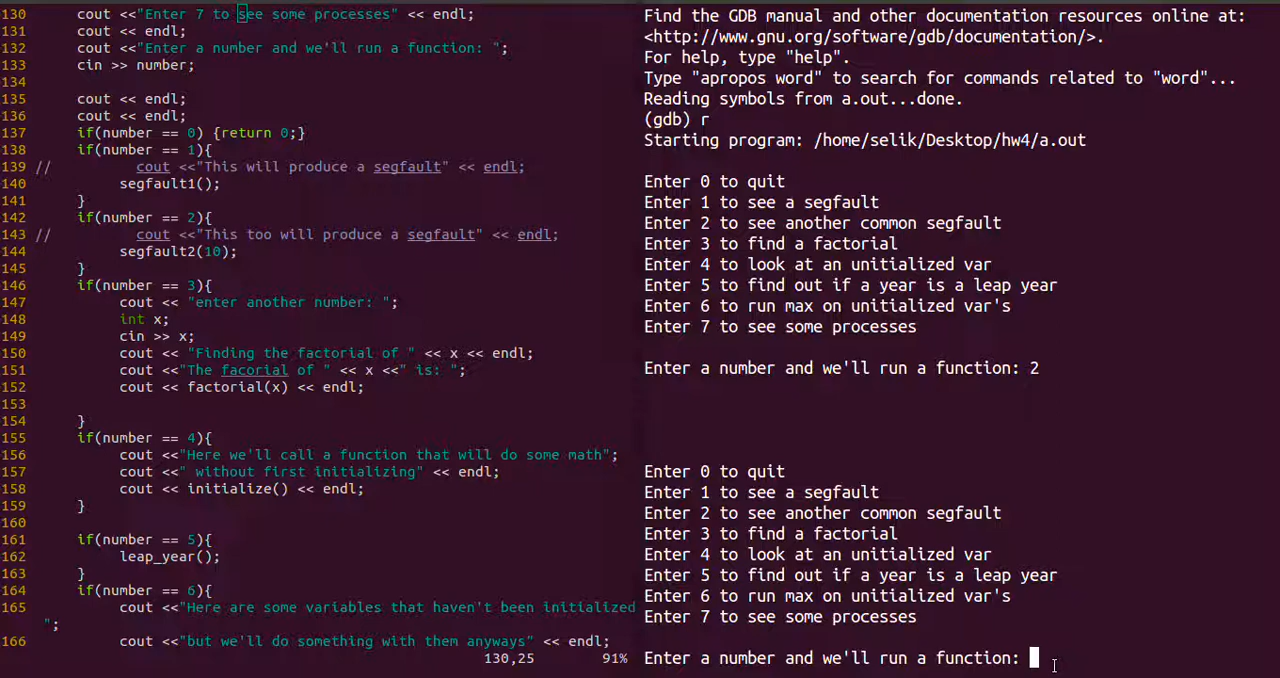 130     cout <<"Enter 7 to see some processes" << endl;
131     cout << endl;
132     cout <<"Enter a number and we'll run a function: ";
133     cin >> number;
134
135     cout << endl;
136     cout << endl;
137     if(number == 0) {return 0;}
138     if(number == 1){
139 //          cout <<"This will produce a segfault" << endl;
140         segfault1();
141     }
142     if(number == 2){
143 //          cout <<"This too will produce a segfault" << endl;
144         segfault2(10);
145     }
146     if(number == 3){
147         cout << "enter another number: ";
148         int x;
149         cin >> x;
150         cout << "Finding the factorial of " << x << endl;
151         cout <<"The facorial of " << x <<" is: ";
152         cout << factorial(x) << endl;
153
154     }
155     if(number == 4){
156         cout <<"Here we'll call a function that will do some math";
157         cout <<" without first initializing" << endl;
158         cout << initialize() << endl;
159     }
160
161     if(number == 5){
162         leap_year();
163     }
164     if(number == 6){
165         cout <<"Here are some variables that haven't been initialized
";
166         cout <<"but we'll do something with them anyways" << endl;
130,25 91%
Find the GDB manual and other documentation resources online at:
<http://www.gnu.org/software/gdb/documentation/>.
For help, type "help".
Type "apropos word" to search for commands related to "word"...
Reading symbols from a.out...done.
(gdb) r
Starting program: /home/selik/Desktop/hw4/a.out
Enter 0 to quit
Enter 1 to see a segfault
Enter 2 to see another common segfault
Enter 3 to find a factorial
Enter 4 to look at an unitialized var
Enter 5 to find out if a year is a leap year
Enter 6 to run max on unitialized var's
Enter 7 to see some processes
Enter a number and we'll run a function: 2
Enter 0 to quit
Enter 1 to see a segfault
Enter 2 to see another common segfault
Enter 3 to find a factorial
Enter 4 to look at an unitialized var
Enter 5 to find out if a year is a leap year
Enter 6 to run max on unitialized var's
Enter 7 to see some processes
Enter a number and we'll run a function: